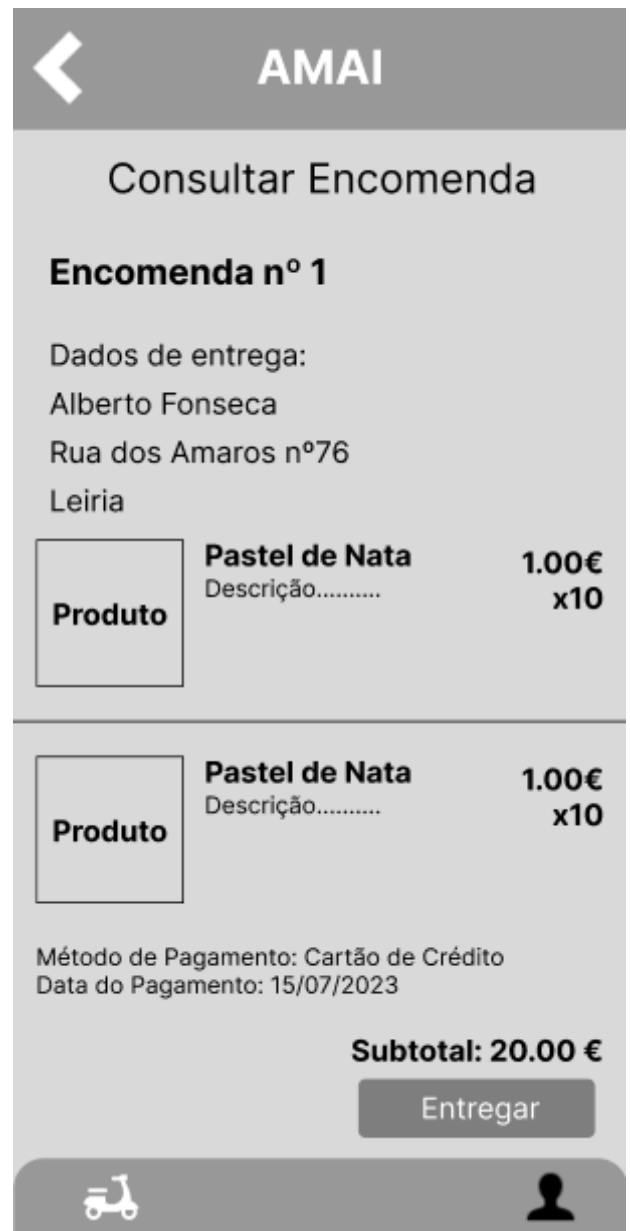 AMAI
Consultar Encomenda
Encomenda nº 1
Dados de entrega:
Alberto Fonseca
Rua dos Amaros nº76
Leiria
Produto
Pastel de Nata
Descrição..........
1.00€
x10
Produto
Pastel de Nata
Descrição..........
1.00€
x10
Método de Pagamento: Cartão de Crédito
Data do Pagamento: 15/07/2023
Subtotal: 20.00 €
Entregar